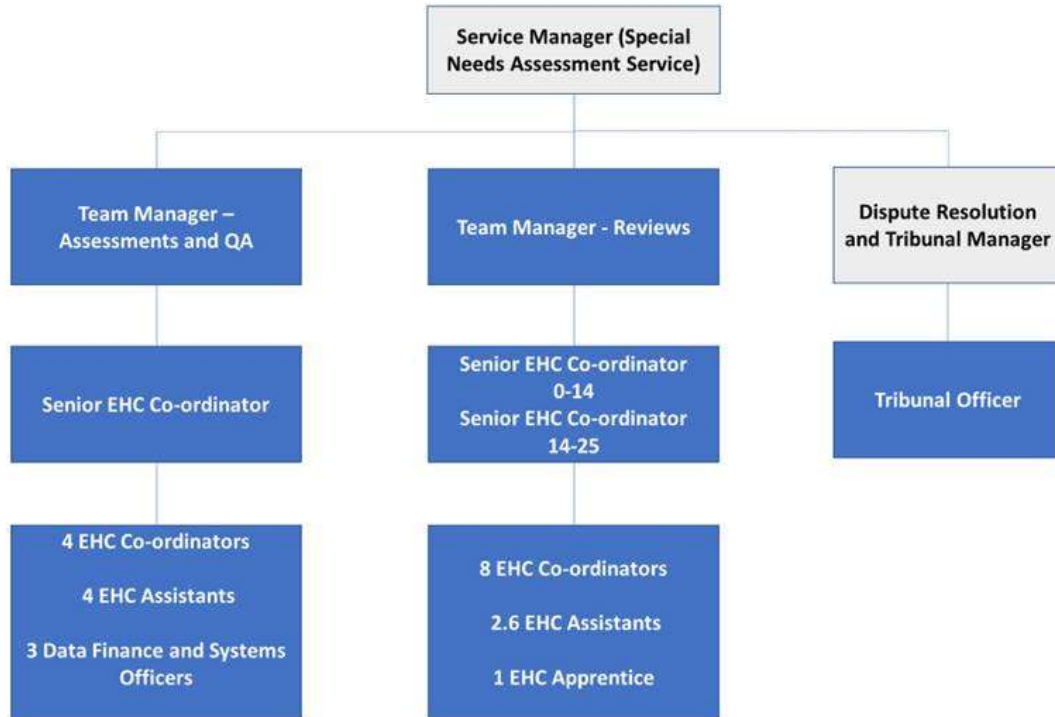 Service Manager (Special
Needs Assessment Service)
Team Manager –
Assessments and QA
Team Manager - Reviews
Dispute Resolution
and Tribunal Manager
Senior EHC Co-ordinator
Senior EHC Co-ordinator
0-14
Senior EHC Co-ordinator
14-25
Tribunal Officer
4 EHC Co-ordinators
4 EHC Assistants
3 Data Finance and Systems
Officers
8 EHC Co-ordinators
2.6 EHC Assistants
1 EHC Apprentice